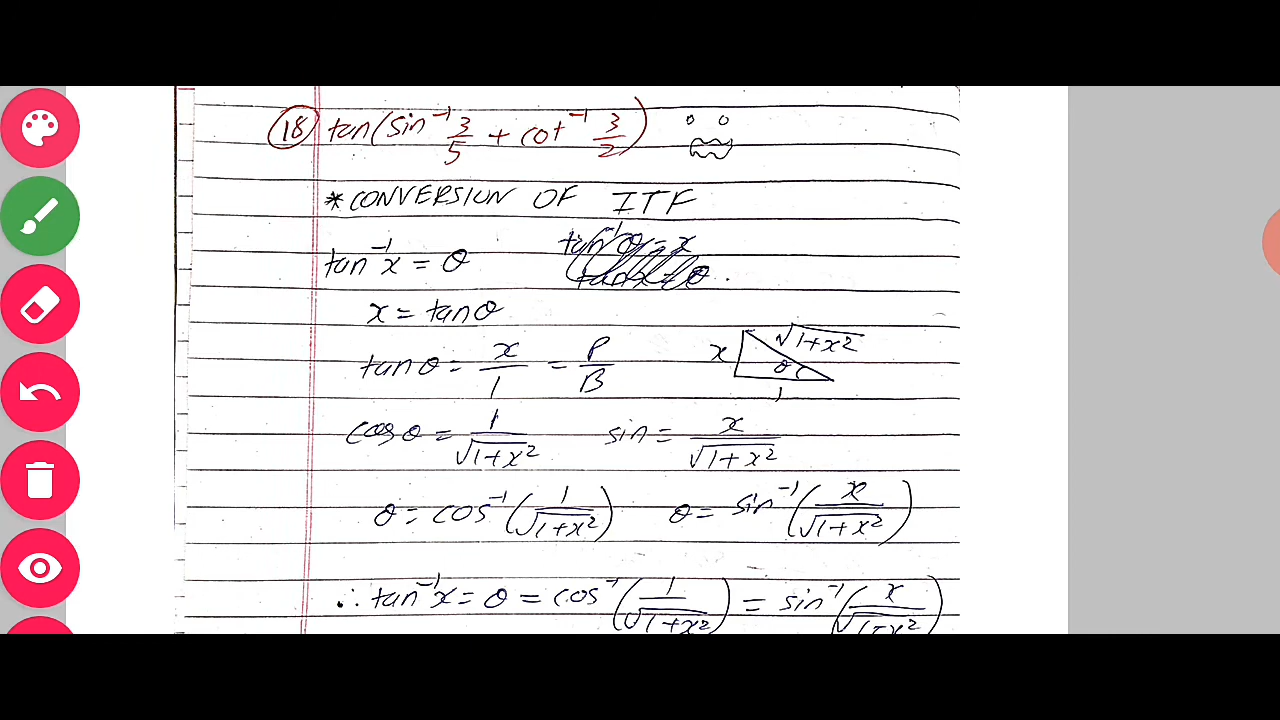 (18) tan(sin⁻¹ 3/5 + cot⁻¹ 3/2)
* CONVERSION OF ITF
tan⁻¹x = θ
x = tanθ
tanθ = x/1 = P/B x √1+x² θ 1
cosθ = 1/√1+x² sin = x/√1+x²
θ = cos⁻¹(1/√1+x²) θ = sin⁻¹(x/√1+x²)
∴ tan⁻¹x = θ = cos⁻¹(1/√1+x²) = sin⁻¹(x/√1+x²)